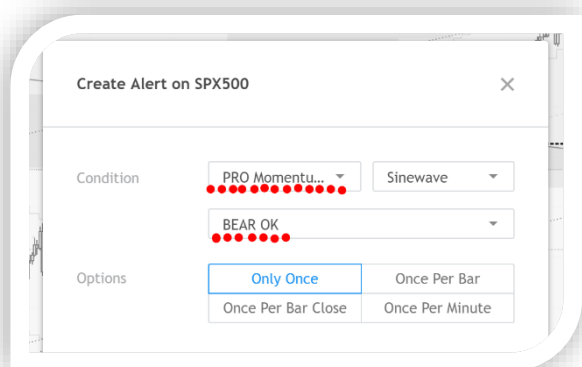 Create Alert on SPX500
Condition PRO Momentu... Sinewave
BEAR OK
Options Only Once Once Per Bar
Once Per Bar Close Once Per Minute